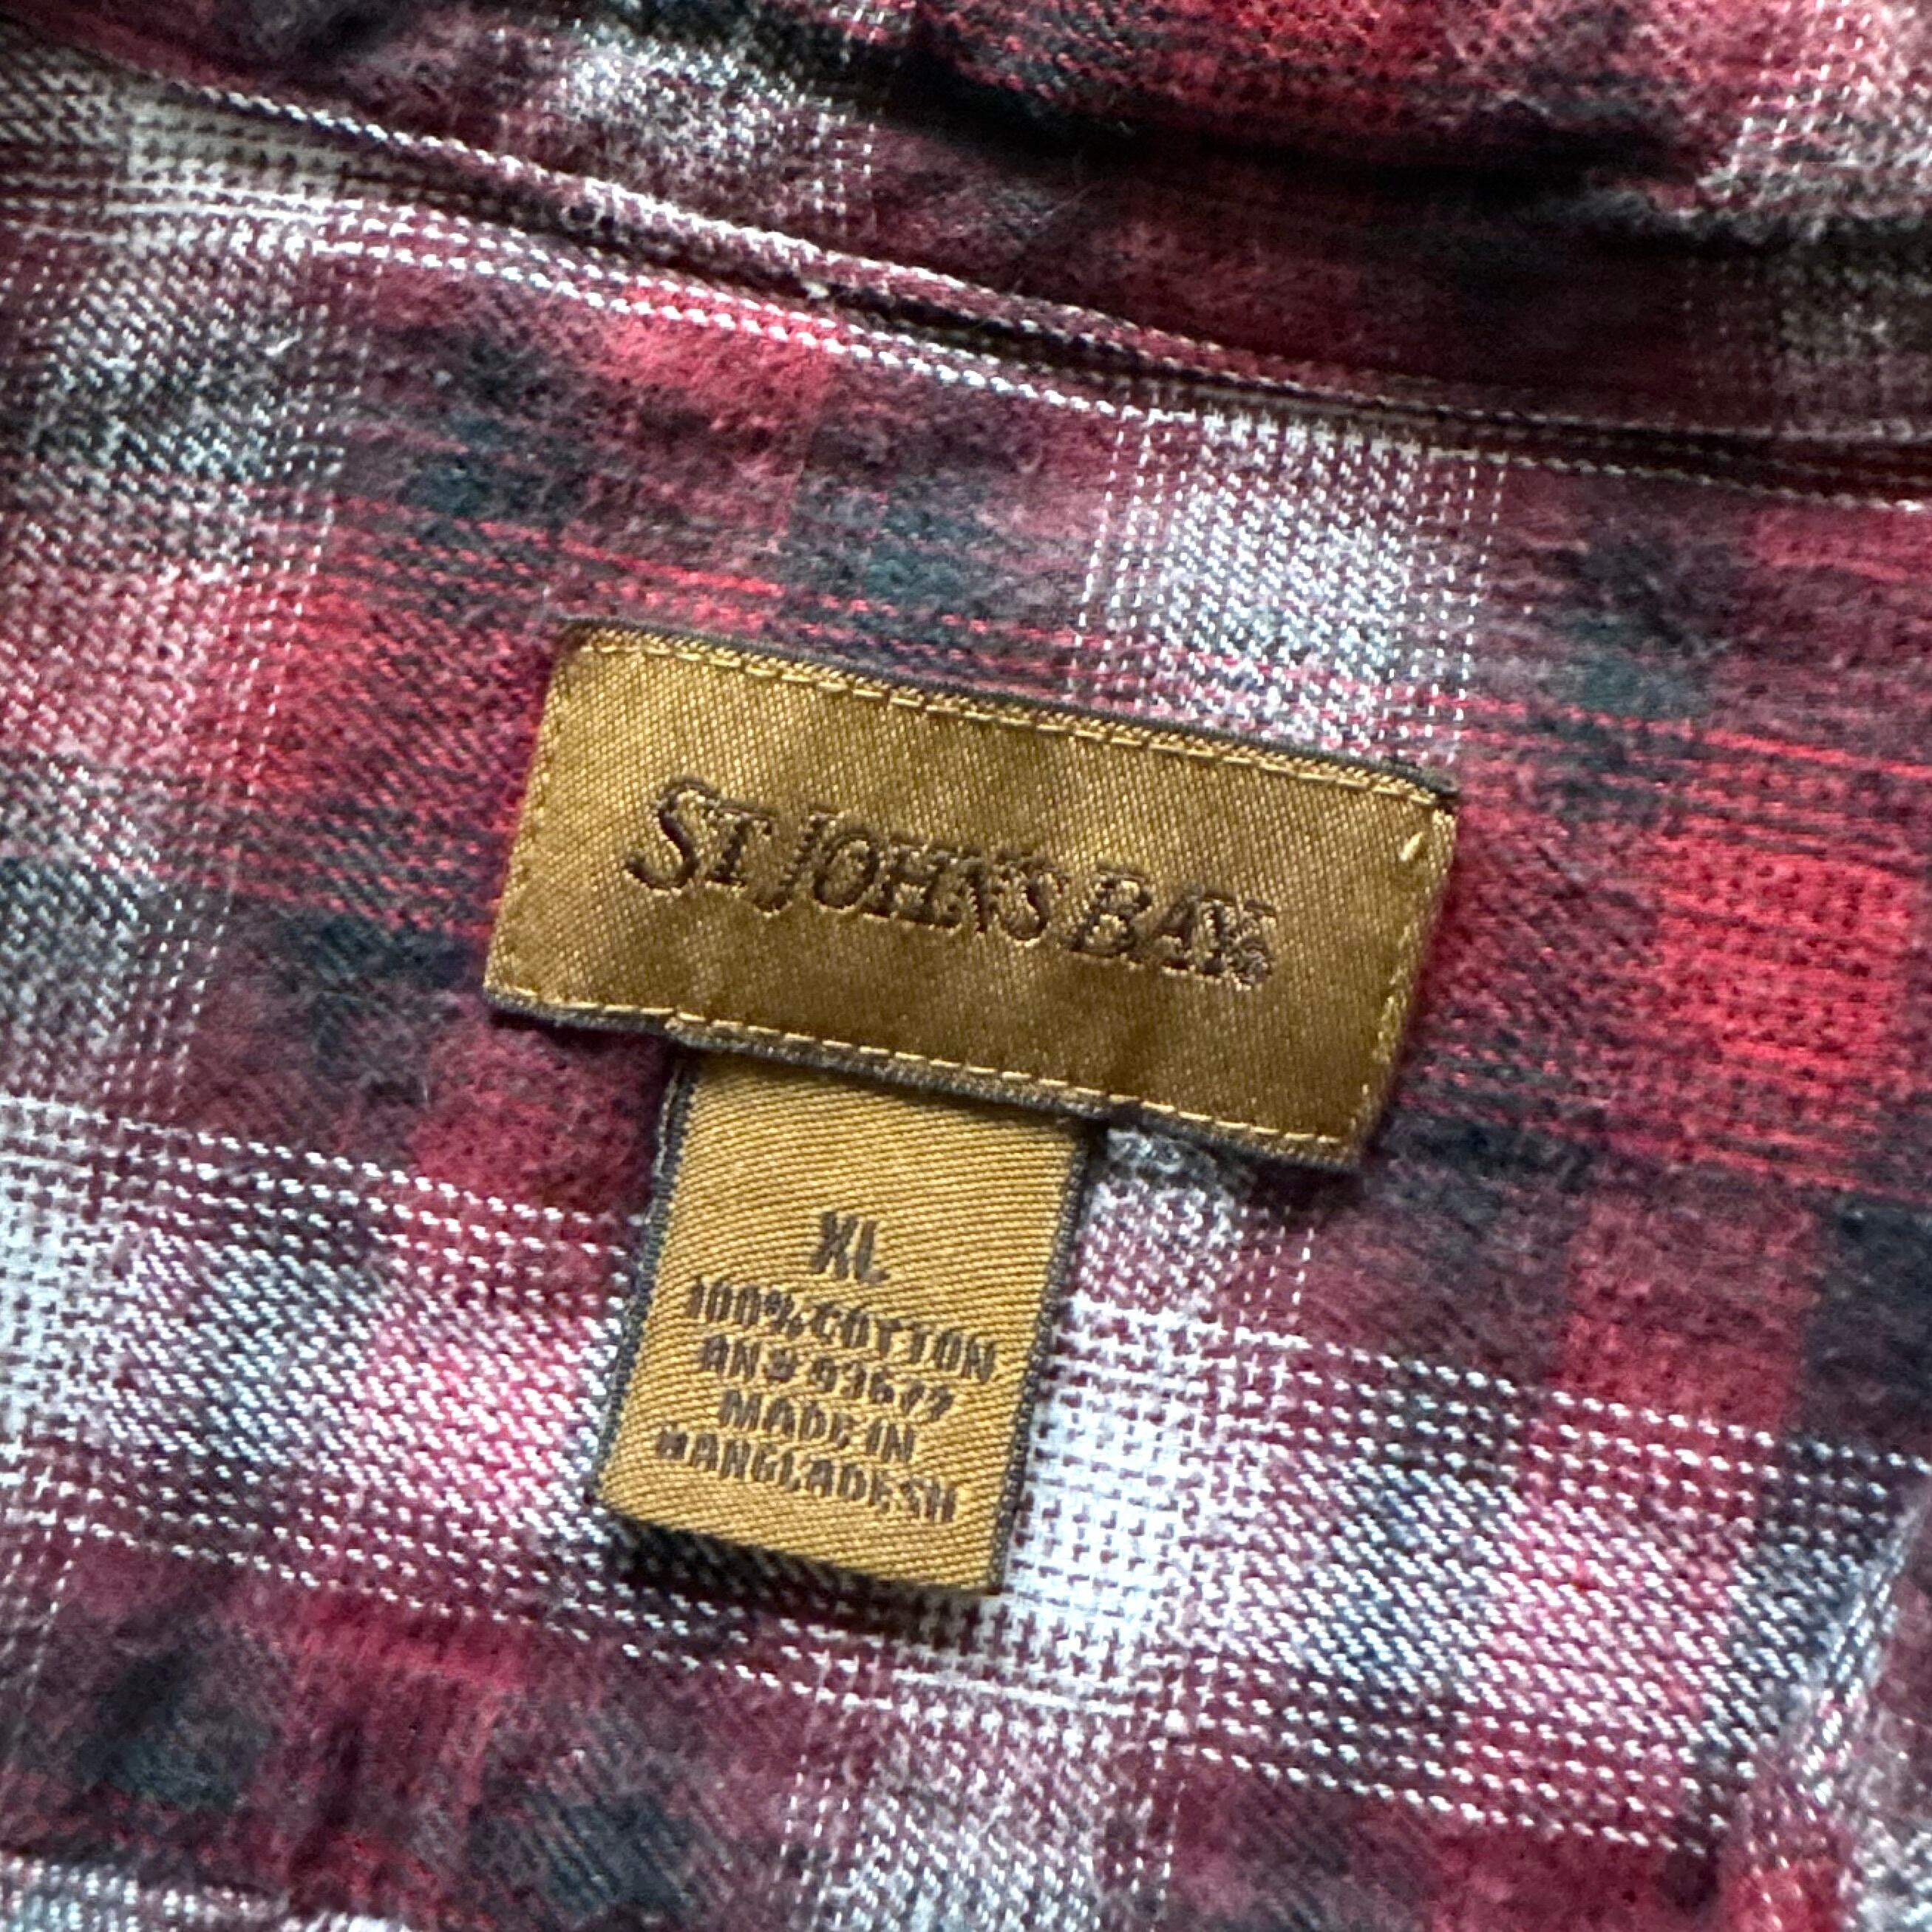 ST JOHN'S BAY®
XL
100% COTTON
RN# 93677
MADE IN
BANGLADESH